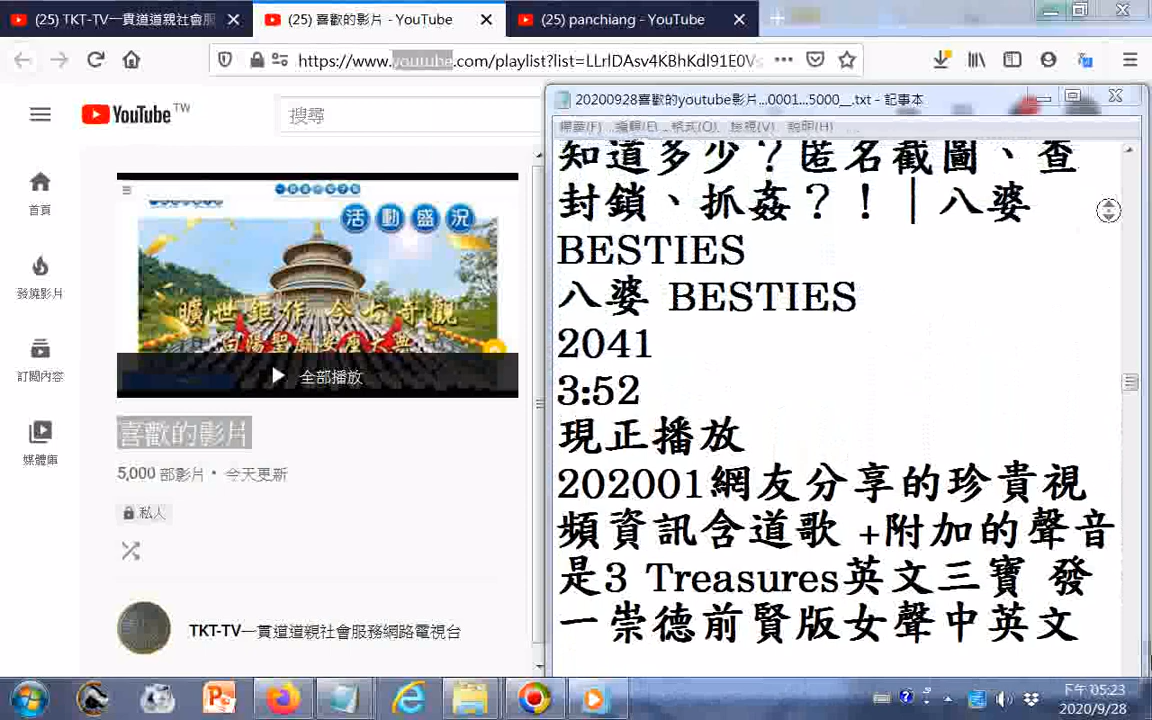 (25) TKT-TV一貫道道親社會服
(25) 喜歡的影片 - YouTube
(25) panchiang - YouTube
https://www.youtube.com/playlist?list=LLrlDAsv4KBhKdl91E0Vs
YouTube TW
搜尋
首頁
發燒影片
訂閱內容
媒體庫
活動盛況
曠世鉅作 今古奇觀
全部播放
喜歡的影片
5,000 部影片 • 今天更新
私人
TKT-TV一貫道道親社會服務網路電視台
20200928喜歡的youtube影片...0001...5000__.txt - 記事本
檔案(F) 編輯(E) 格式(O) 檢視(V) 說明(H)
知道多少？匿名截圖、查
封鎖、抓姦？！│八婆
BESTIES
八婆 BESTIES
2041
3:52
現正播放
202001網友分享的珍貴視
頻資訊含道歌 +附加的聲音
是3 Treasures英文三寶 發
一崇德前賢版女聲中英文
下午 05:23
2020/9/28